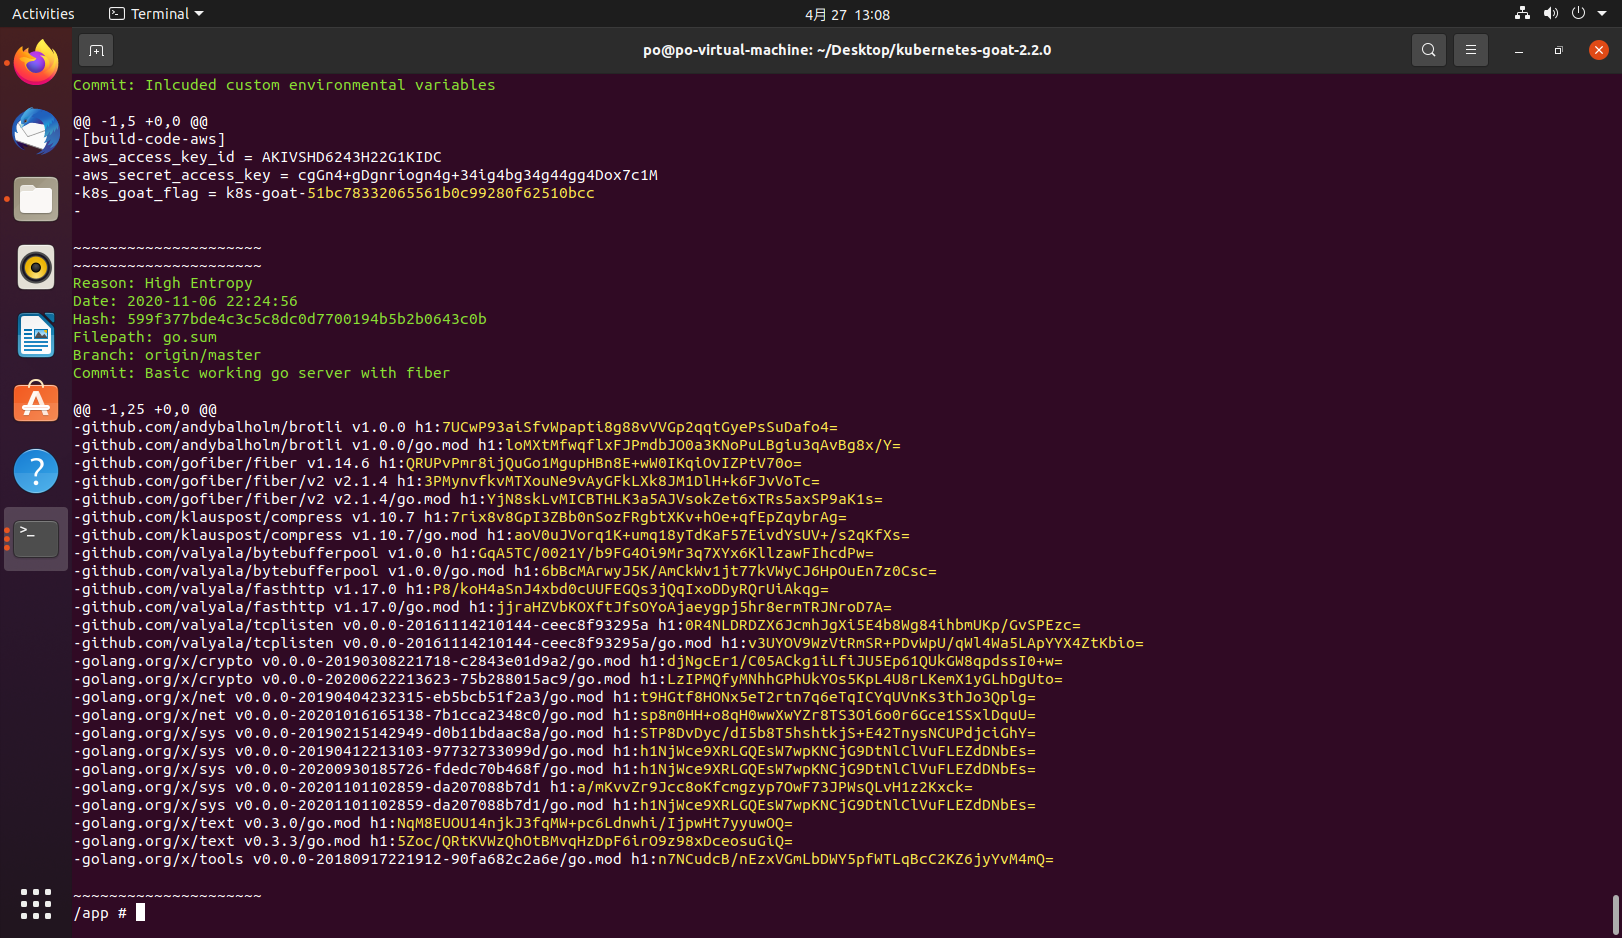 Activities
Terminal
4月 27 13:08
po@po-virtual-machine: ~/Desktop/kubernetes-goat-2.2.0
Commit: Inlcuded custom environmental variables
@@ -1,5 +0,0 @@
-[build-code-aws]
-aws_access_key_id = AKIVSHD6243H22G1KIDC
-aws_secret_access_key = cgGn4+gDgnriogn4g+34ig4bg34g44gg4Dox7c1M
-k8s_goat_flag = k8s-goat-51bc78332065561b0c99280f62510bcc
-
~~~~~~~~~~~~~~~~~~~~~
~~~~~~~~~~~~~~~~~~~~~
Reason: High Entropy
Date: 2020-11-06 22:24:56
Hash: 599f377bde4c3c5c8dc0d7700194b5b2b0643c0b
Filepath: go.sum
Branch: origin/master
Commit: Basic working go server with fiber
@@ -1,25 +0,0 @@
-github.com/andybalholm/brotli v1.0.0 h1:7UCwP93aiSfvWpapti8g88vVVGp2qqtGyePsSuDafo4=
-github.com/andybalholm/brotli v1.0.0/go.mod h1:loMXtMfwqflxFJPmdbJO0a3KNoPuLBgiu3qAvBg8x/Y=
-github.com/gofiber/fiber v1.14.6 h1:QRUPvPmr8ijQuGo1MgupHBn8E+wW0IKqiOvIZPtV70o=
-github.com/gofiber/fiber/v2 v2.1.4 h1:3PMynvfkvMTXouNe9vAyGFkLXk8JM1DlH+k6FJvVoTc=
-github.com/gofiber/fiber/v2 v2.1.4/go.mod h1:YjN8skLvMICBTHLK3a5AJVsokZet6xTRs5axSP9aK1s=
-github.com/klauspost/compress v1.10.7 h1:7rix8v8GpI3ZBb0nSozFRgbtXKv+hOe+qfEpZqybrAg=
-github.com/klauspost/compress v1.10.7/go.mod h1:aoV0uJVorq1K+umq18yTdKaF57EivdYsUV+/s2qKfXs=
-github.com/valyala/bytebufferpool v1.0.0 h1:GqA5TC/0021Y/b9FG4Oi9Mr3q7XYx6KllzawFIhcdPw=
-github.com/valyala/bytebufferpool v1.0.0/go.mod h1:6bBcMArwyJ5K/AmCkWv1jt77kVWyCJ6HpOuEn7z0Csc=
-github.com/valyala/fasthttp v1.17.0 h1:P8/koH4aSnJ4xbd0cUUFEGQs3jQqIxoDDyRQrUiAkqg=
-github.com/valyala/fasthttp v1.17.0/go.mod h1:jjraHZVbKOXftJfsOYoAjaeygpj5hr8ermTRJNroD7A=
-github.com/valyala/tcplisten v0.0.0-20161114210144-ceec8f93295a h1:0R4NLDRDZX6JcmhJgXi5E4b8Wg84ihbmUKp/GvSPEzc=
-github.com/valyala/tcplisten v0.0.0-20161114210144-ceec8f93295a/go.mod h1:v3UYOV9WzVtRmSR+PDvWpU/qWl4Wa5LApYYX4ZtKbio=
-golang.org/x/crypto v0.0.0-20190308221718-c2843e01d9a2/go.mod h1:djNgcEr1/C05ACkg1iLfiJU5Ep61QUkGW8qpdssI0+w=
-golang.org/x/crypto v0.0.0-20200622213623-75b288015ac9/go.mod h1:LzIPMQfyMNhhGPhUkYOs5KpL4U8rLKemX1yGLhDgUto=
-golang.org/x/net v0.0.0-20190404232315-eb5bcb51f2a3/go.mod h1:t9HGtf8HONx5eT2rtn7q6eTqICYqUVnKs3thJo3Qplg=
-golang.org/x/net v0.0.0-20201016165138-7b1cca2348c0/go.mod h1:sp8m0HH+o8qH0wwXwYZr8TS3Oi6o0r6Gce1SSxlDquU=
-golang.org/x/sys v0.0.0-20190215142949-d0b11bdaac8a/go.mod h1:STP8DvDyc/dI5b8T5hshtkjS+E42TnysNCUPdjciGhY=
-golang.org/x/sys v0.0.0-20190412213103-97732733099d/go.mod h1:h1NjWce9XRLGQEsW7wpKNCjG9DtNlClVuFLEZdDNbEs=
-golang.org/x/sys v0.0.0-20200930185726-fdedc70b468f/go.mod h1:h1NjWce9XRLGQEsW7wpKNCjG9DtNlClVuFLEZdDNbEs=
-golang.org/x/sys v0.0.0-20201101102859-da207088b7d1 h1:a/mKvvZr9Jcc8oKfcmgzyp7OwF73JPWsQLvH1z2Kxck=
-golang.org/x/sys v0.0.0-20201101102859-da207088b7d1/go.mod h1:h1NjWce9XRLGQEsW7wpKNCjG9DtNlClVuFLEZdDNbEs=
-golang.org/x/text v0.3.0/go.mod h1:NqM8EUOU14njkJ3fqMW+pc6Ldnwhi/IjpwHt7yyuwOQ=
-golang.org/x/text v0.3.3/go.mod h1:5Zoc/QRtKVWzQhOtBMvqHzDpF6irO9z98xDceosuGiQ=
-golang.org/x/tools v0.0.0-20180917221912-90fa682c2a6e/go.mod h1:n7NCudcB/nEzxVGmLbDWY5pfWTLqBcC2KZ6jyYvM4mQ=
~~~~~~~~~~~~~~~~~~~~~
/app #